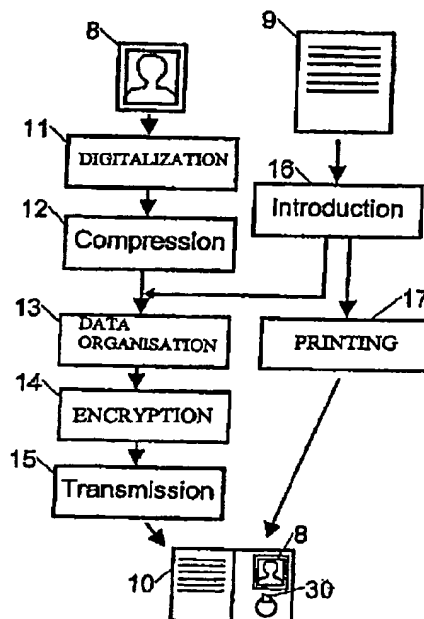 8
9
11
DIGITALIZATION
16
12
Introduction
Compression
13
17
DATA
ORGANISATION
PRINTING
14
ENCRYPTION
15
Transmission
8
10
30